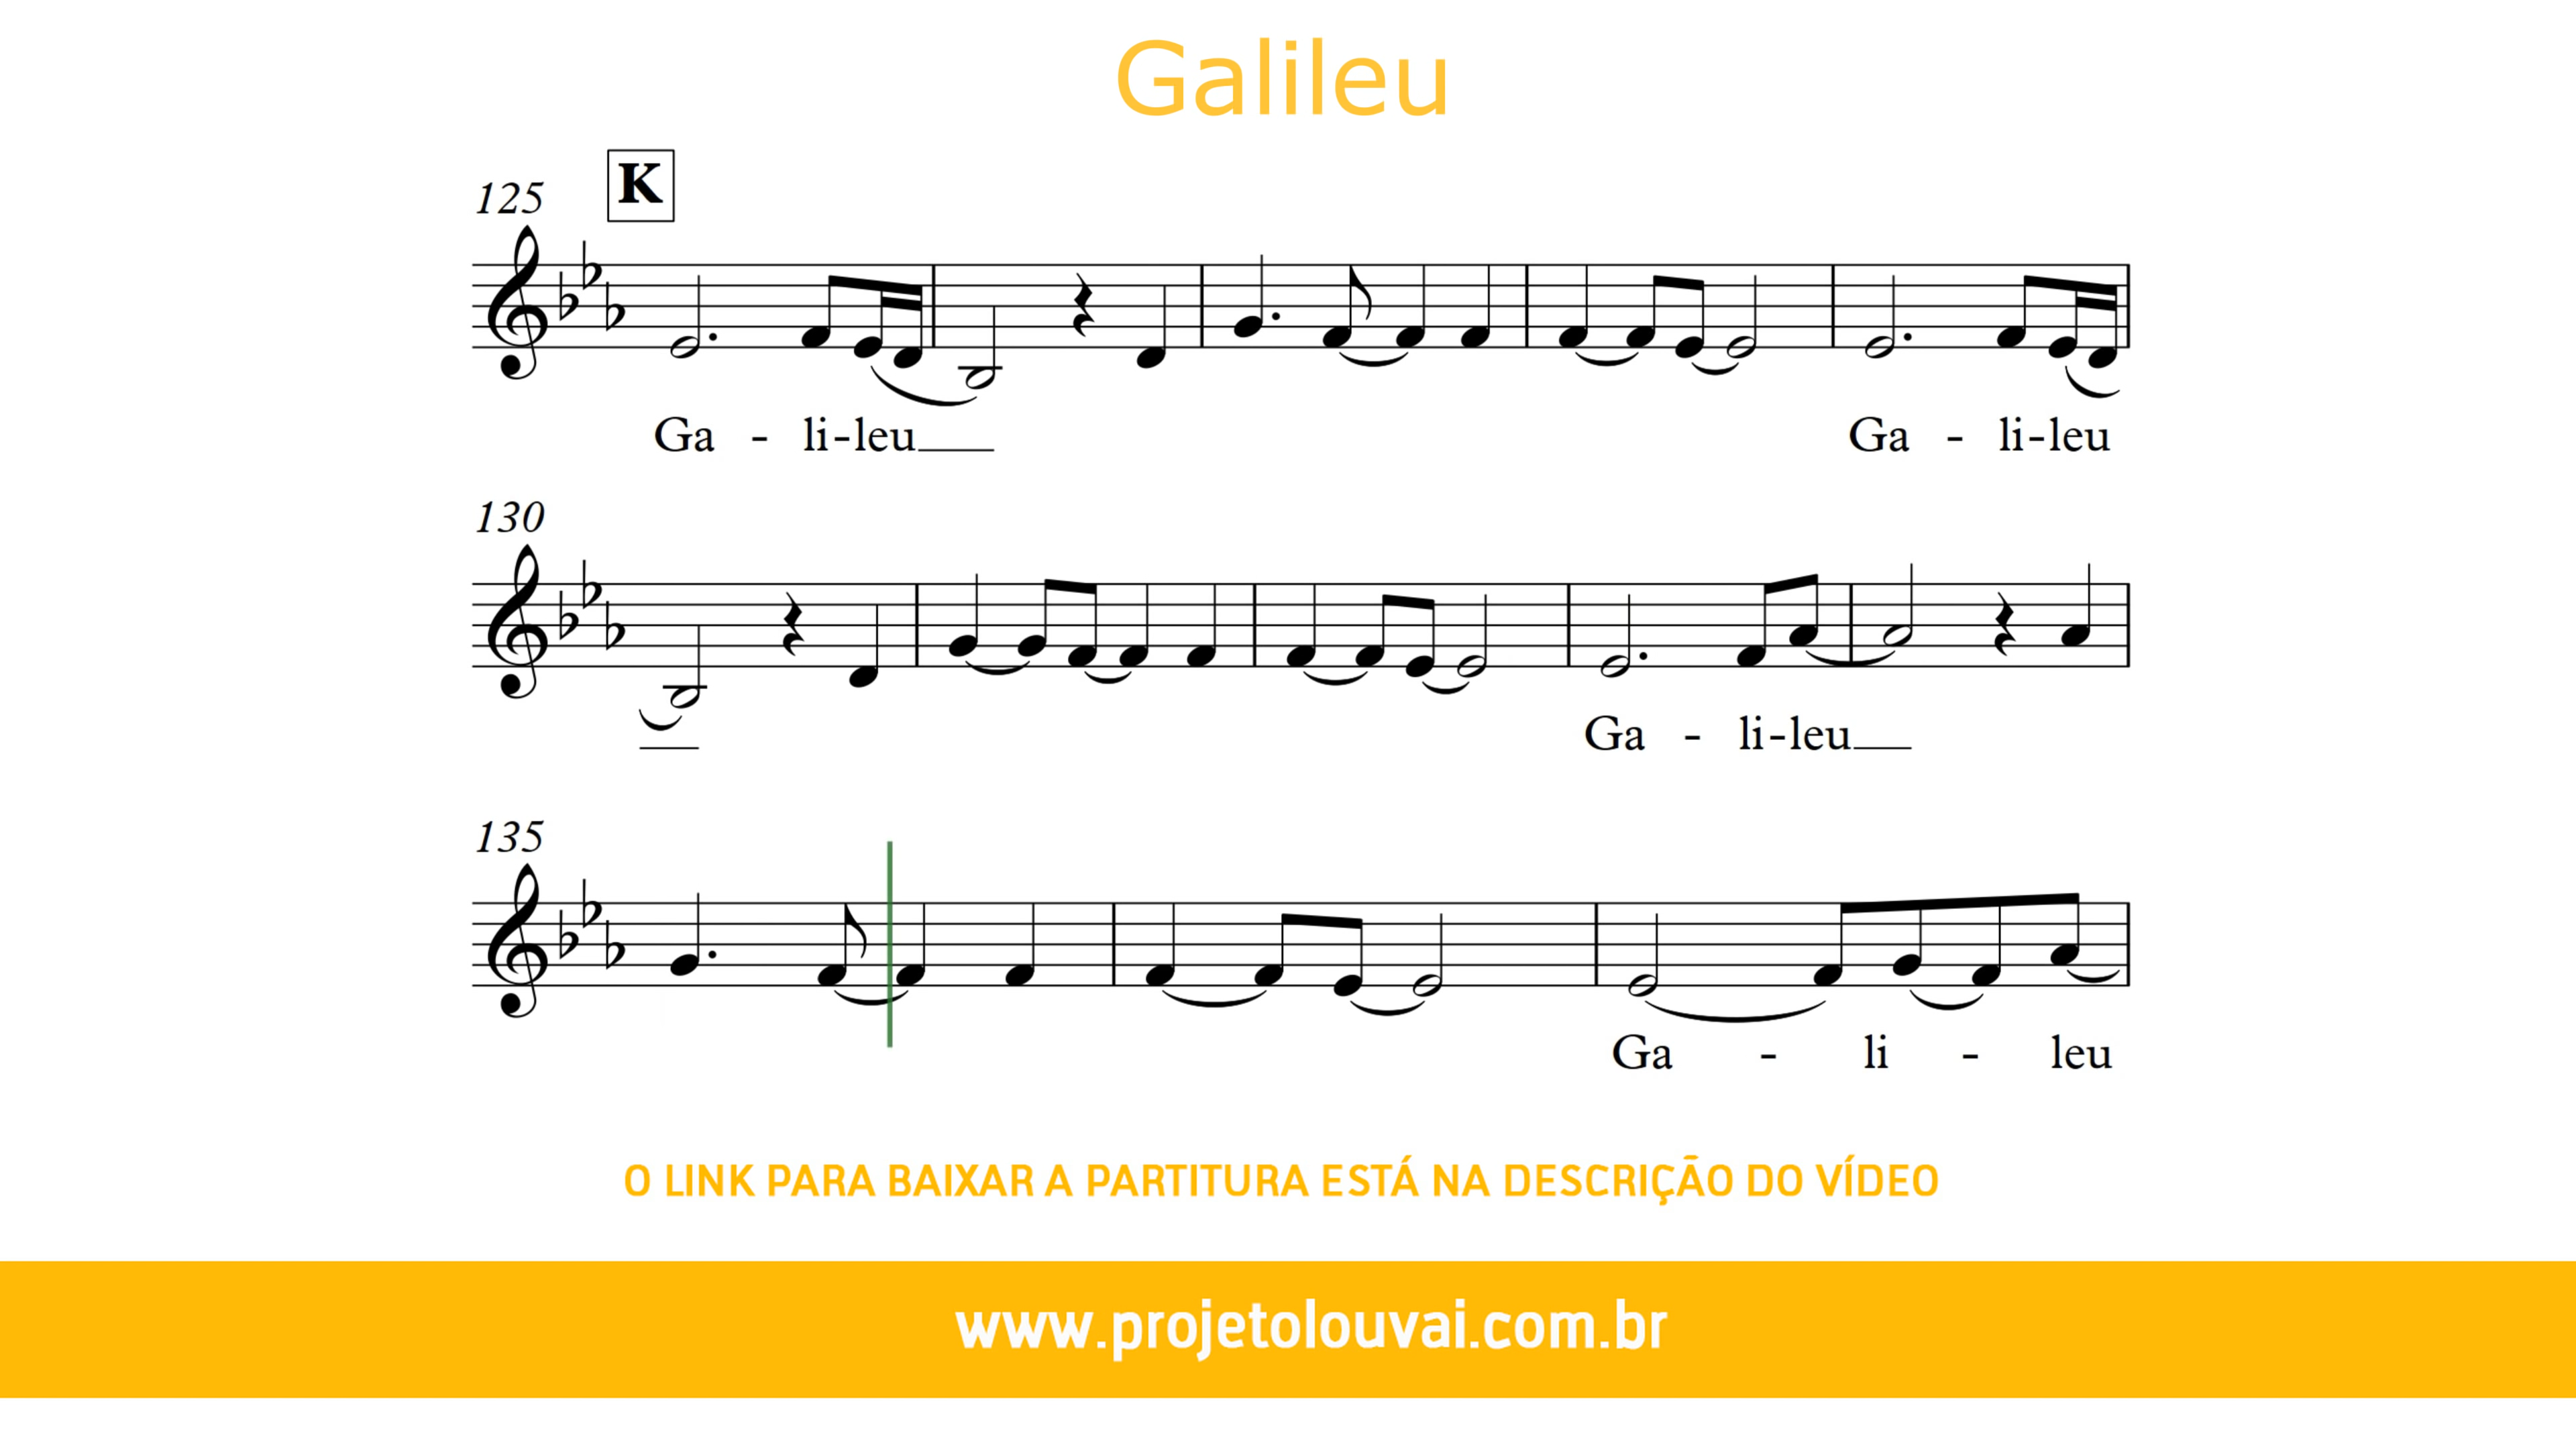 Galileu
K
125
Ga - li-leu Ga - li-leu
130
Ga - li-leu
135
Ga - li - leu
O LINK PARA BAIXAR A PARTITURA ESTÁ NA DESCRIÇÃO DO VÍDEO
www.projetolouvai.com.br